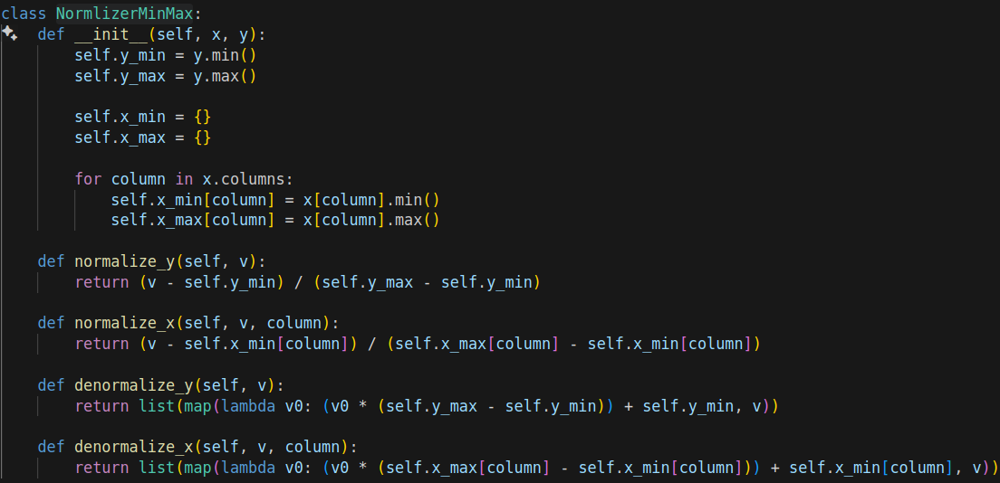 class NormlizerMinMax:
    def __init__(self, x, y):
        self.y_min = y.min()
        self.y_max = y.max()

        self.x_min = {}
        self.x_max = {}

        for column in x.columns:
            self.x_min[column] = x[column].min()
            self.x_max[column] = x[column].max()

    def normalize_y(self, v):
        return (v - self.y_min) / (self.y_max - self.y_min)

    def normalize_x(self, v, column):
        return (v - self.x_min[column]) / (self.x_max[column] - self.x_min[column])

    def denormalize_y(self, v):
        return list(map(lambda v0: (v0 * (self.y_max - self.y_min)) + self.y_min, v))

    def denormalize_x(self, v, column):
        return list(map(lambda v0: (v0 * (self.x_max[column] - self.x_min[column])) + self.x_min[column], v))